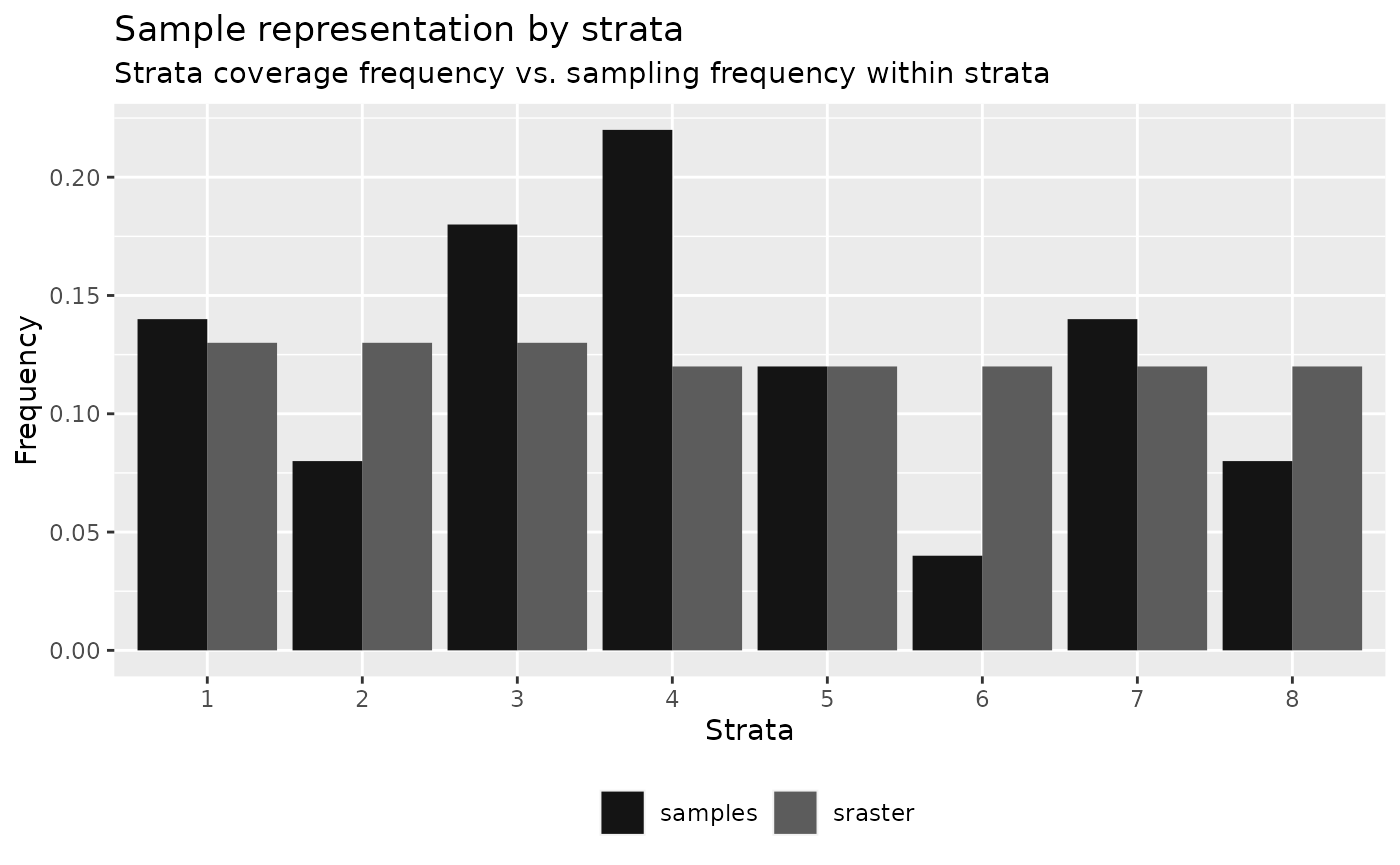 Sample representation by strata
Strata coverage frequency vs. sampling frequency within strata
Frequency
0.20
0.15
0.10
0.05
0.00
1 2 3 4 5 6 7 8
Strata
samples sraster